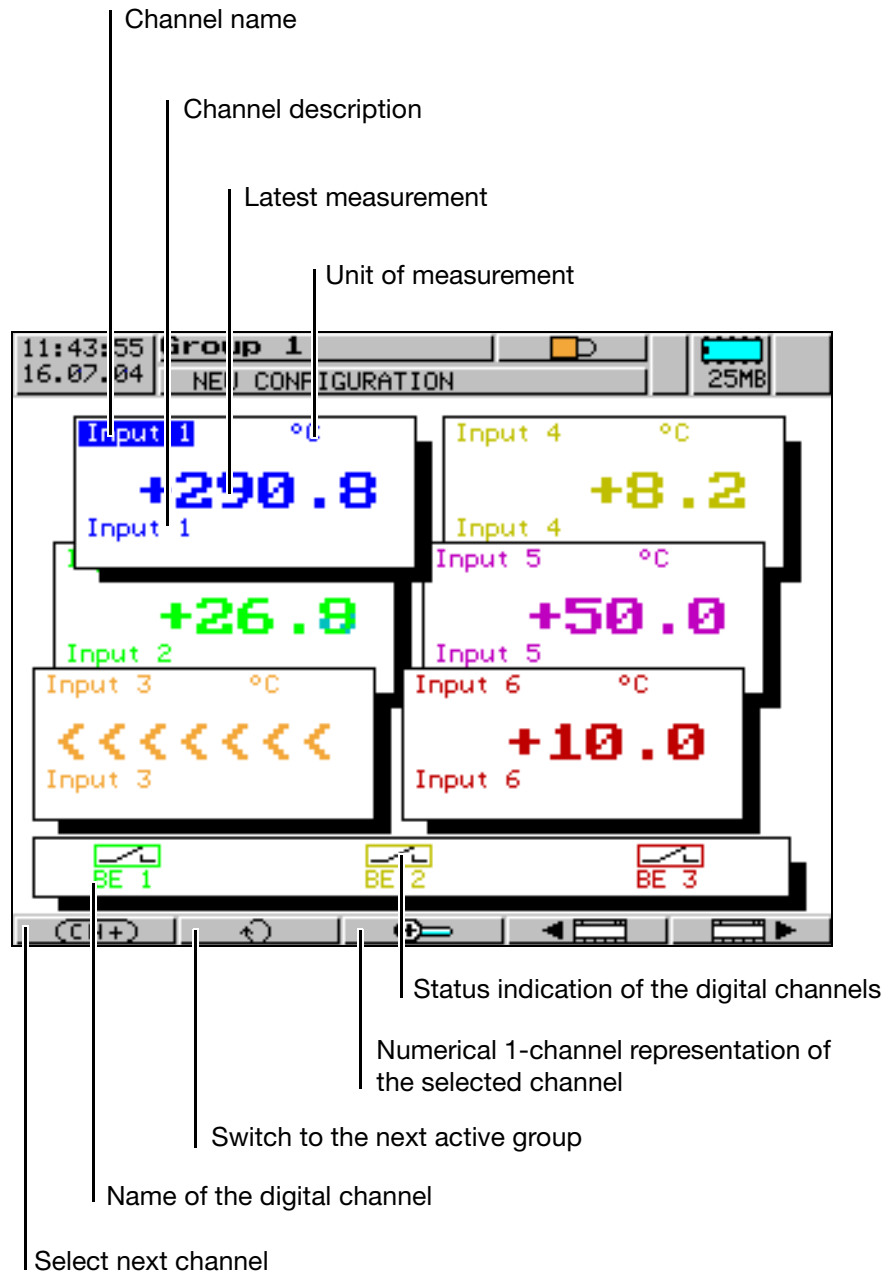 Channel name
Channel description
Latest measurement
Unit of measurement
11:43:55 Group 1
16.07.04 NEW CONFIGURATION 25MB
Input 1 °C
+290.8
Input 1
Input 4 °C
+8.2
Input 4
+26.9
Input 2
Input 5 °C
+50.0
Input 5
Input 3 °C
<<<<<<<
Input 3
Input 6 °C
+10.0
Input 6
BE 1 BE 2 BE 3
(CH+)
Status indication of the digital channels
Numerical 1-channel representation of
the selected channel
Switch to the next active group
Name of the digital channel
Select next channel